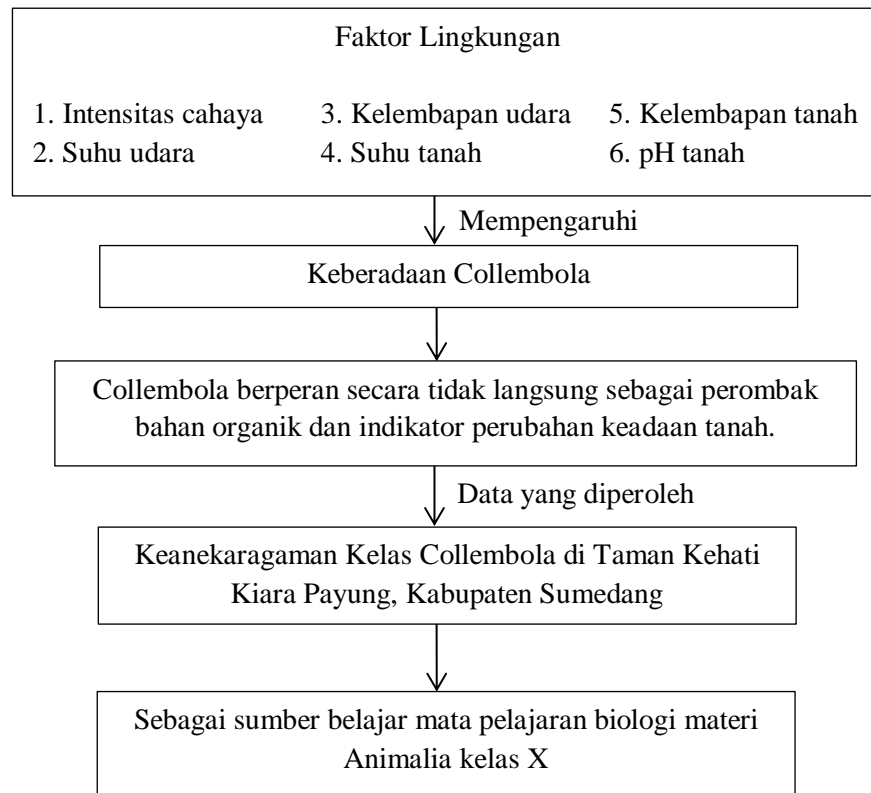 Faktor Lingkungan
1. Intensitas cahaya 3. Kelembapan udara 5. Kelembapan tanah
2. Suhu udara 4. Suhu tanah 6. pH tanah
Mempengaruhi
Keberadaan Collembola
Collembola berperan secara tidak langsung sebagai perombak
bahan organik dan indikator perubahan keadaan tanah.
Data yang diperoleh
Keanekaragaman Kelas Collembola di Taman Kehati
Kiara Payung, Kabupaten Sumedang
Sebagai sumber belajar mata pelajaran biologi materi
Animalia kelas X